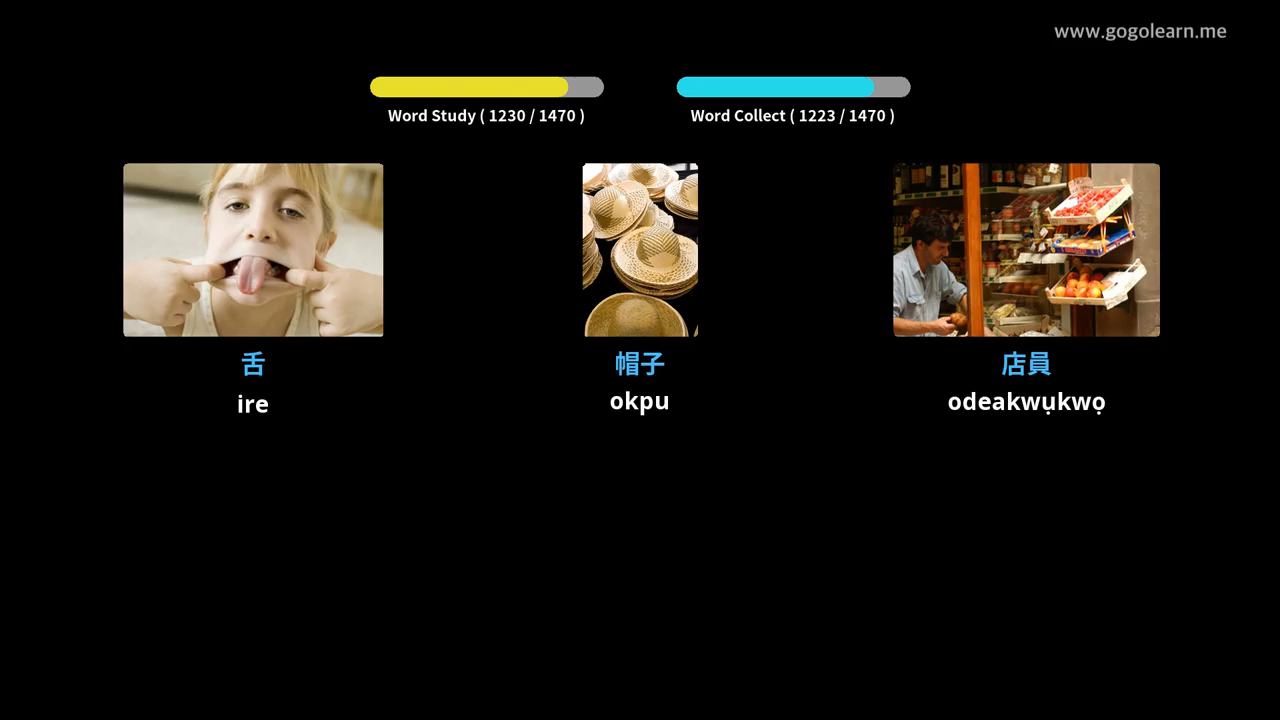 www.gogolearn.me
Word Study ( 1230 / 1470 )
Word Collect ( 1223 / 1470 )
舌
ire
帽子
okpu
店員
odeakwụkwọ